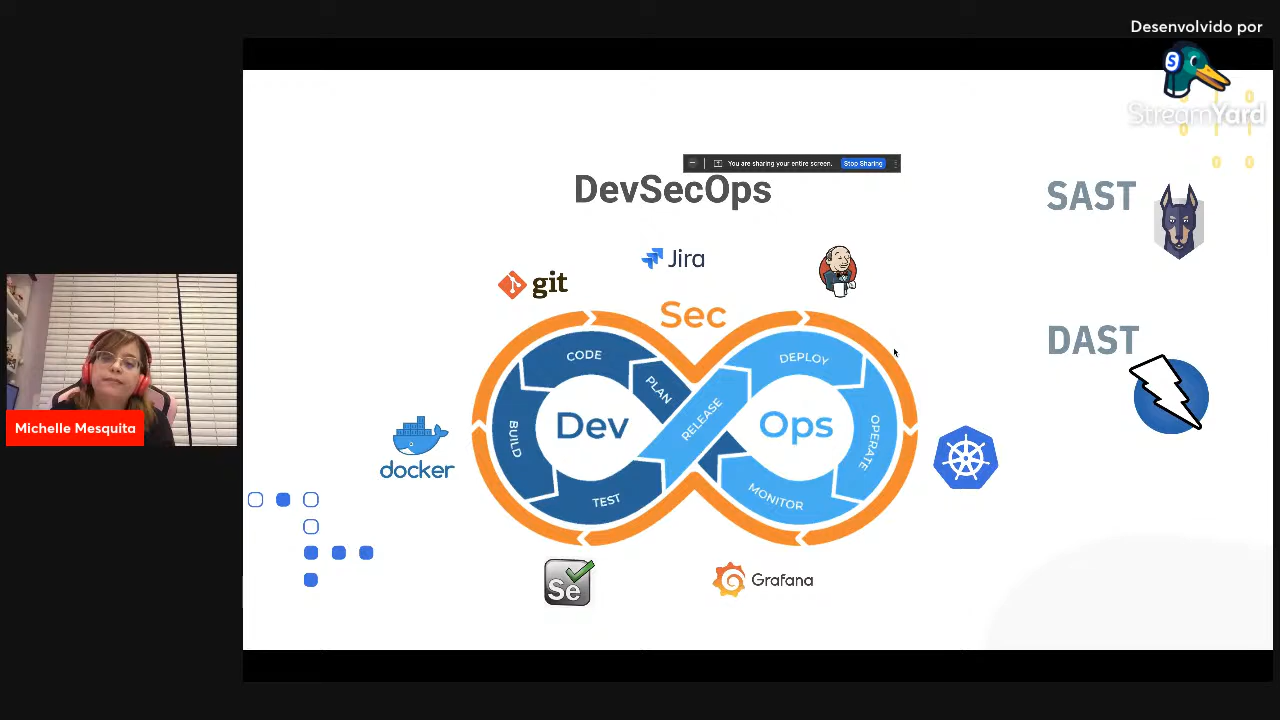 Desenvolvido por
StreamYard
You are sharing your entire screen.
Stop Sharing
DevSecOps
SAST
Jira
git
Sec
CODE
PLAN
DEPLOY
DAST
BUILD
Dev
RELEASE
Ops
OPERATE
Michelle Mesquita
docker
TEST
MONITOR
Se
Grafana